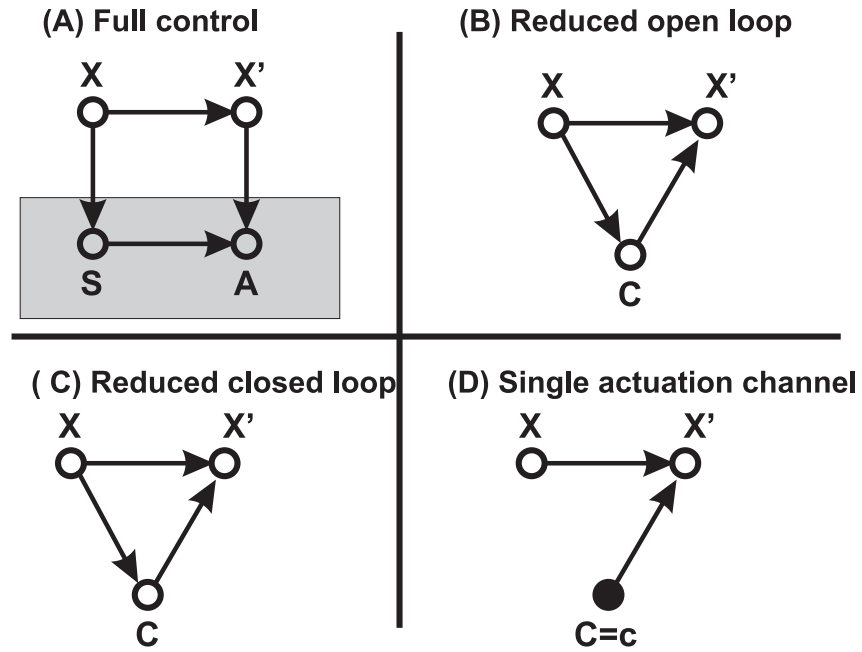 (A) Full control
X X’
S A
(B) Reduced open loop
X X’
C
( C) Reduced closed loop
X X’
C
(D) Single actuation channel
X X’
C=c